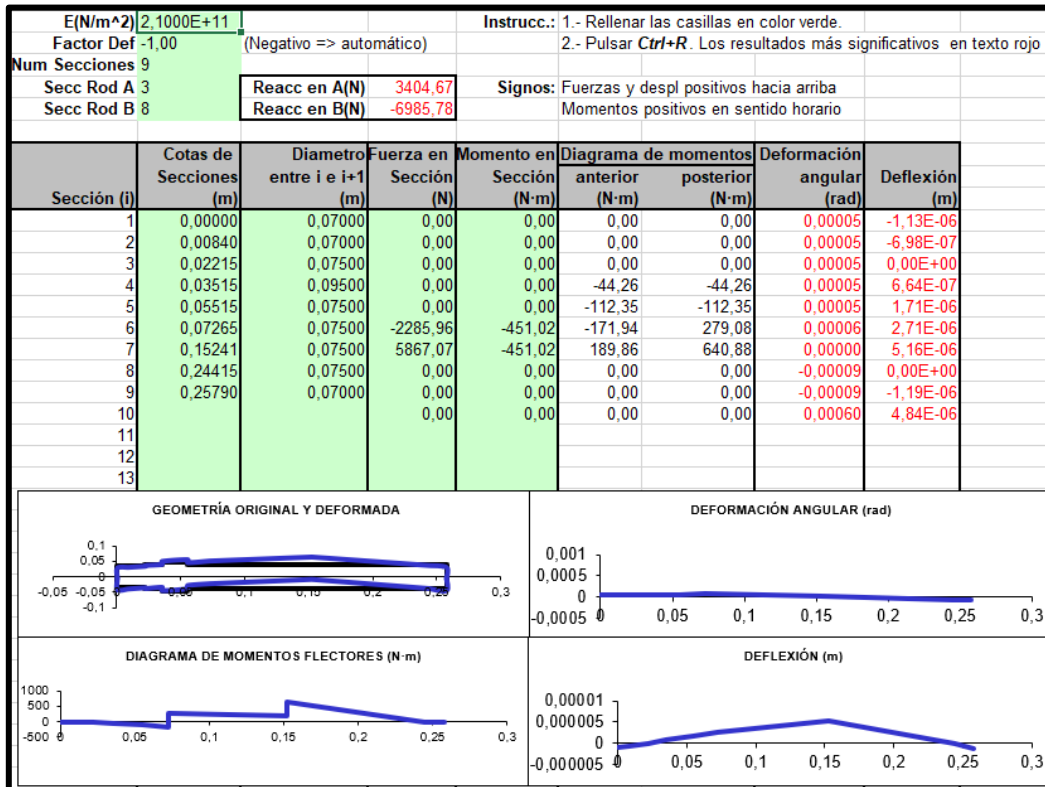 E(N/m^2) 2,1000E+11 Instrucc.: 1.- Rellenar las casillas en color verde.
Factor Def -1,00 (Negativo => automático) 2.- Pulsar Ctrl+R. Los resultados más significativos en texto rojo
Num Secciones 9
Secc Rod A 3 Reacc en A(N) 3404,67 Signos: Fuerzas y despl positivos hacia arriba
Secc Rod B 8 Reacc en B(N) -6985,78 Momentos positivos en sentido horario
Cotas de Diametro Fuerza en Momento en Diagrama de momentos Deformación
Secciones entre i e i+1 Sección Sección anterior posterior angular Deflexión
Sección (i) (m) (m) (N) (N·m) (N·m) (N·m) (rad) (m)
1 0,00000 0,07000 0,00 0,00 0,00 0,00 0,00005 -1,13E-06
2 0,00840 0,07000 0,00 0,00 0,00 0,00 0,00005 -6,98E-07
3 0,02215 0,07500 0,00 0,00 0,00 0,00 0,00005 0,00E+00
4 0,03515 0,09500 0,00 0,00 -44,26 -44,26 0,00005 6,64E-07
5 0,05515 0,07500 0,00 0,00 -112,35 -112,35 0,00005 1,71E-06
6 0,07265 0,07500 -2285,96 -451,02 -171,94 279,08 0,00006 2,71E-06
7 0,15241 0,07500 5867,07 -451,02 189,86 640,88 0,00000 5,16E-06
8 0,24415 0,07500 0,00 0,00 0,00 0,00 -0,00009 0,00E+00
9 0,25790 0,07000 0,00 0,00 0,00 0,00 -0,00009 -1,19E-06
10 0,00 0,00 0,00 0,00 0,00060 4,84E-06
11
12
13
GEOMETRÍA ORIGINAL Y DEFORMADA
0,1
0,05
0
-0,05
-0,1
-0,05 0 0,05 0,1 0,15 0,2 0,25 0,3
DEFORMACIÓN ANGULAR (rad)
0,001
0,0005
0
-0,0005
0 0,05 0,1 0,15 0,2 0,25 0,3
DIAGRAMA DE MOMENTOS FLECTORES (N·m)
1000
500
0
-500
0 0,05 0,1 0,15 0,2 0,25 0,3
DEFLEXIÓN (m)
0,00001
0,000005
0
-0,000005
0 0,05 0,1 0,15 0,2 0,25 0,3